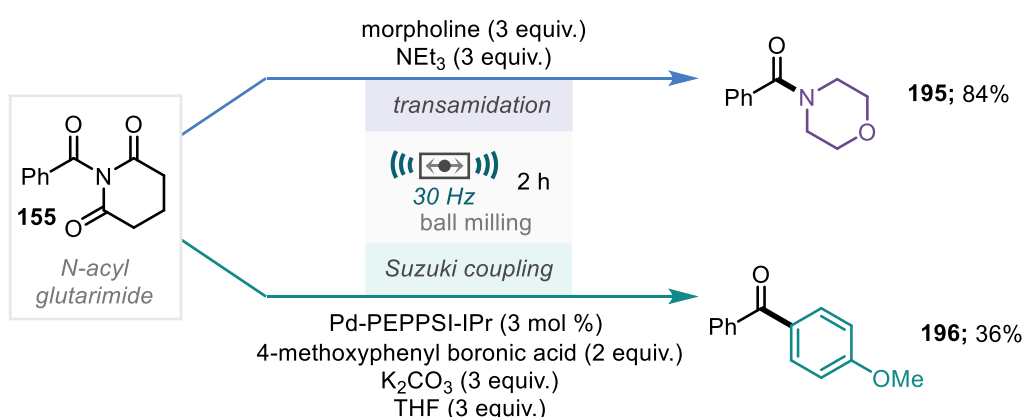 morpholine (3 equiv.)
NEt3 (3 equiv.)
transamidation
30 Hz
2 h
ball milling
Suzuki coupling
Pd-PEPPSI-IPr (3 mol %)
4-methoxyphenyl boronic acid (2 equiv.)
K2CO3 (3 equiv.)
THF (3 equiv.)
O
O
Ph
N
O
155
N-acyl
glutarimide
O
Ph
N
O
195; 84%
O
Ph
OMe
196; 36%